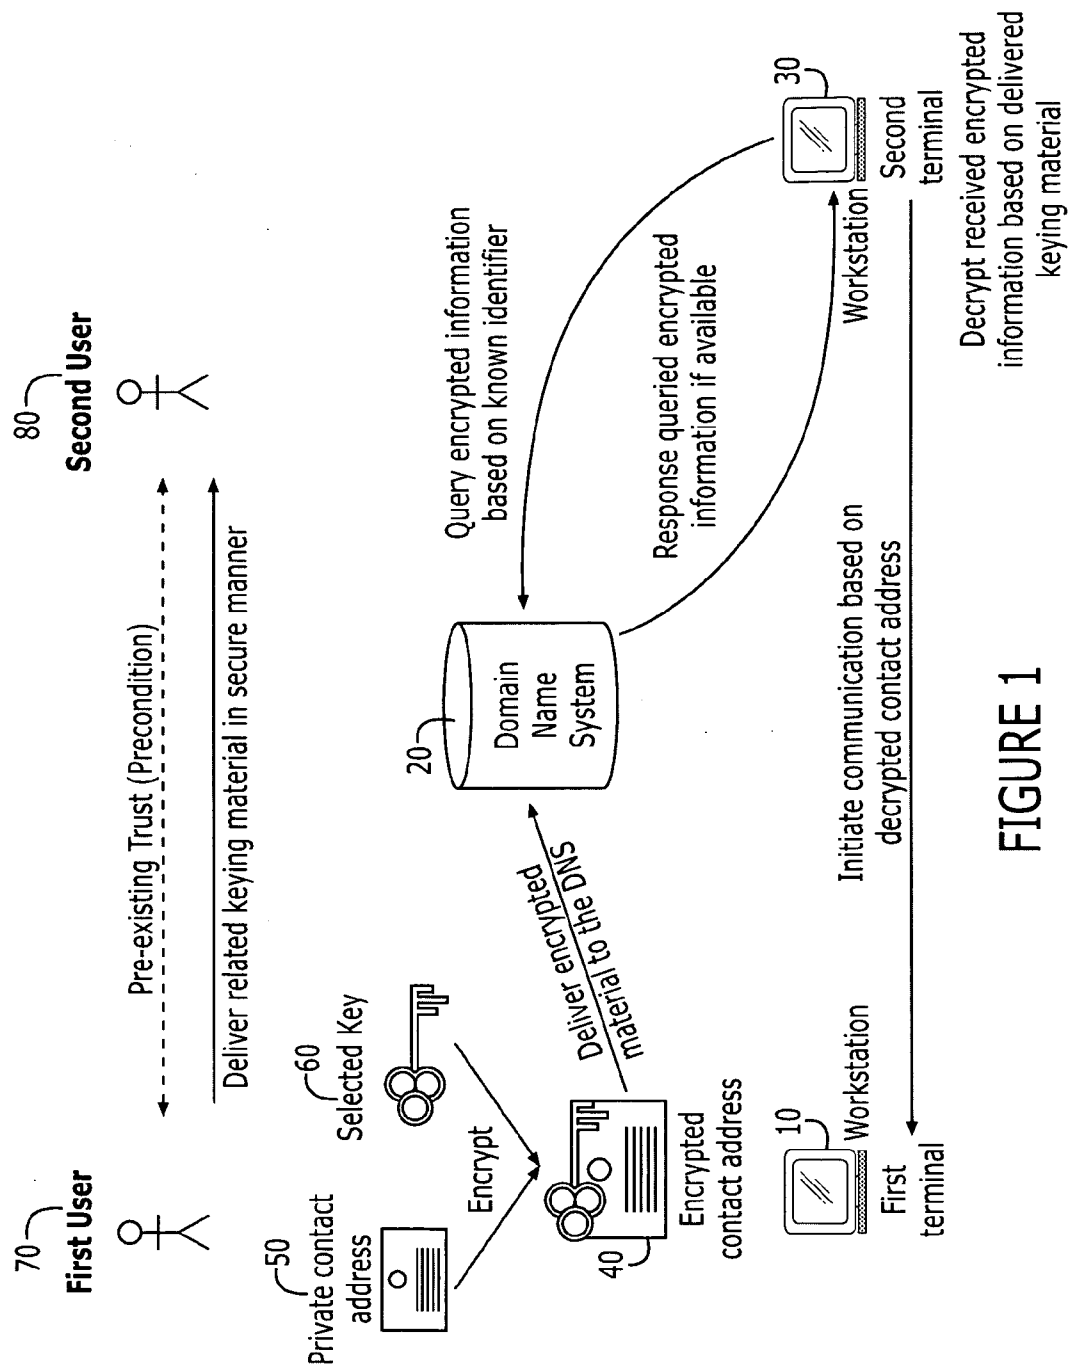 70
First User
80
Second User
Pre-existing Trust (Precondition)
Deliver related keying material in secure manner
50
Private contact
address
60
Selected Key
Encrypt
40
Encrypted
contact address
Deliver encrypted
material to the DNS
20
Domain
Name
System
Query encrypted information
based on known identifier
Response queried encrypted
information if available
10
Workstation
First
terminal
30
Workstation
Second
terminal
Initiate communication based on
decrypted contact address
Decrypt received encrypted
information based on delivered
keying material
FIGURE 1